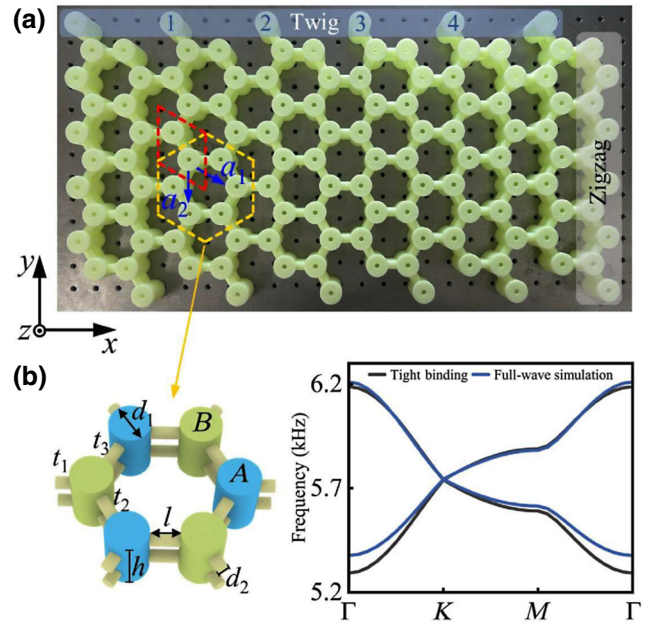 (a)
1 2 3 4
Twig
Zigzag
a1
a2
y
z
x
(b)
d1
B
t3
A
t1
t2
l
h
d2
Tight binding
Full-wave simulation
Frequency (kHz)
6.2
5.7
5.2
Γ K M Γ